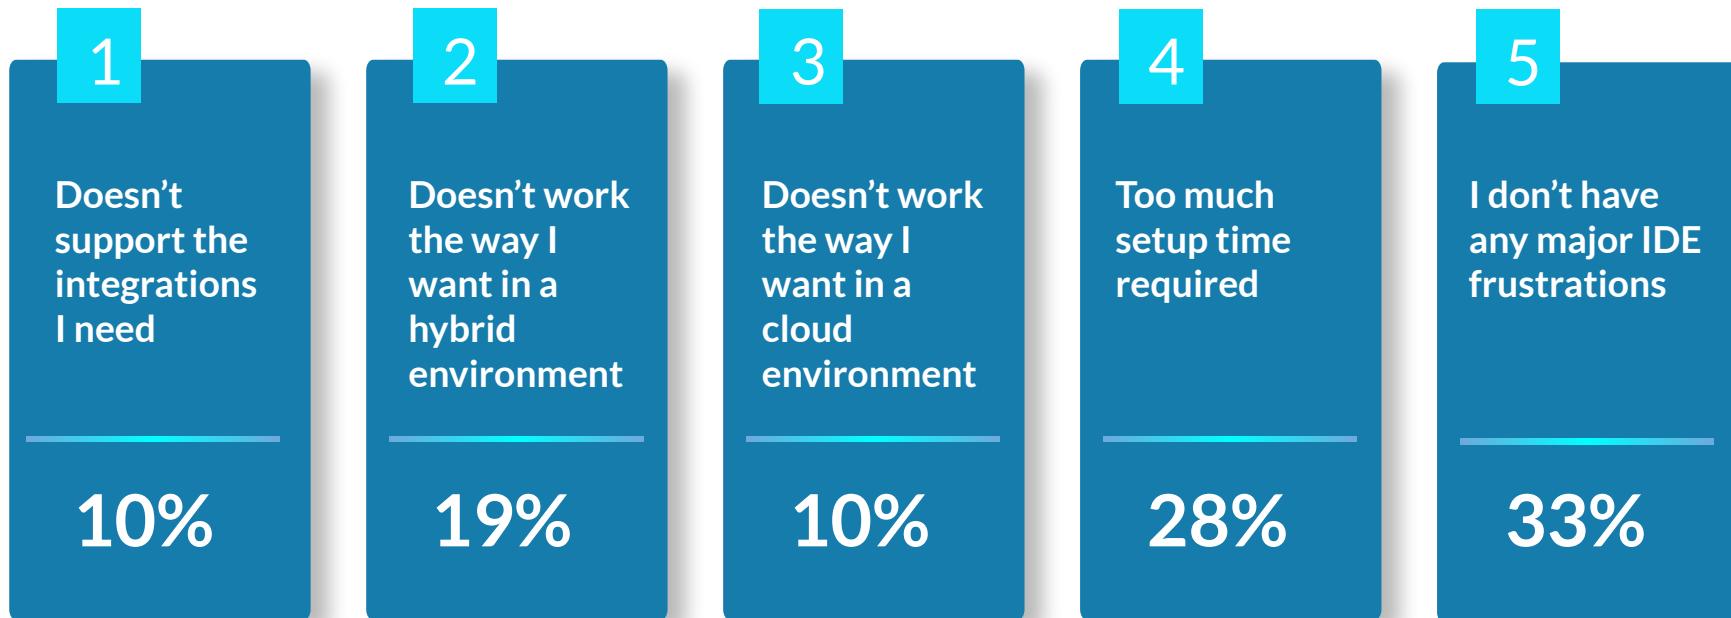 1
Doesn’t
support the
integrations
I need
10%
2
Doesn’t work
the way I
want in a
hybrid
environment
19%
3
Doesn’t work
the way I
want in a
cloud
environment
10%
4
Too much
setup time
required
28%
5
I don’t have
any major IDE
frustrations
33%